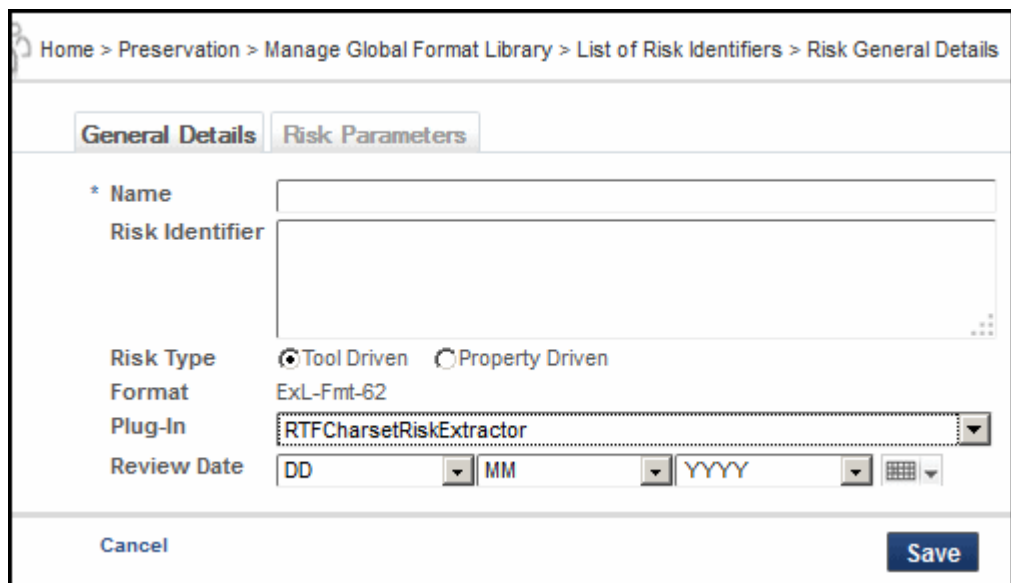 Home > Preservation > Manage Global Format Library > List of Risk Identifiers > Risk General Details
General Details Risk Parameters
* Name
Risk Identifier
Risk Type Tool Driven Property Driven
Format ExL-Fmt-62
Plug-In RTFCharsetRiskExtractor
Review Date DD MM YYYY
Cancel Save